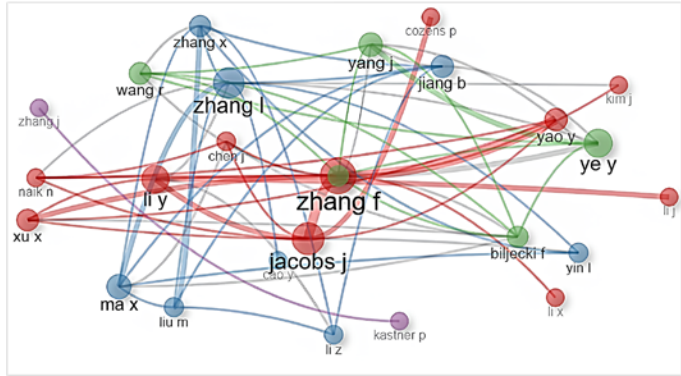 cozens p
zhang x
yang j
jiang b
wang r
kim j
zhang l
zhang j
yao y
chen j
ye y
naik n
li y
li j
zhang f
xu x
biljecki f
yin l
jacobs j
cao y
ma x
li x
liu m
kastner p
li z